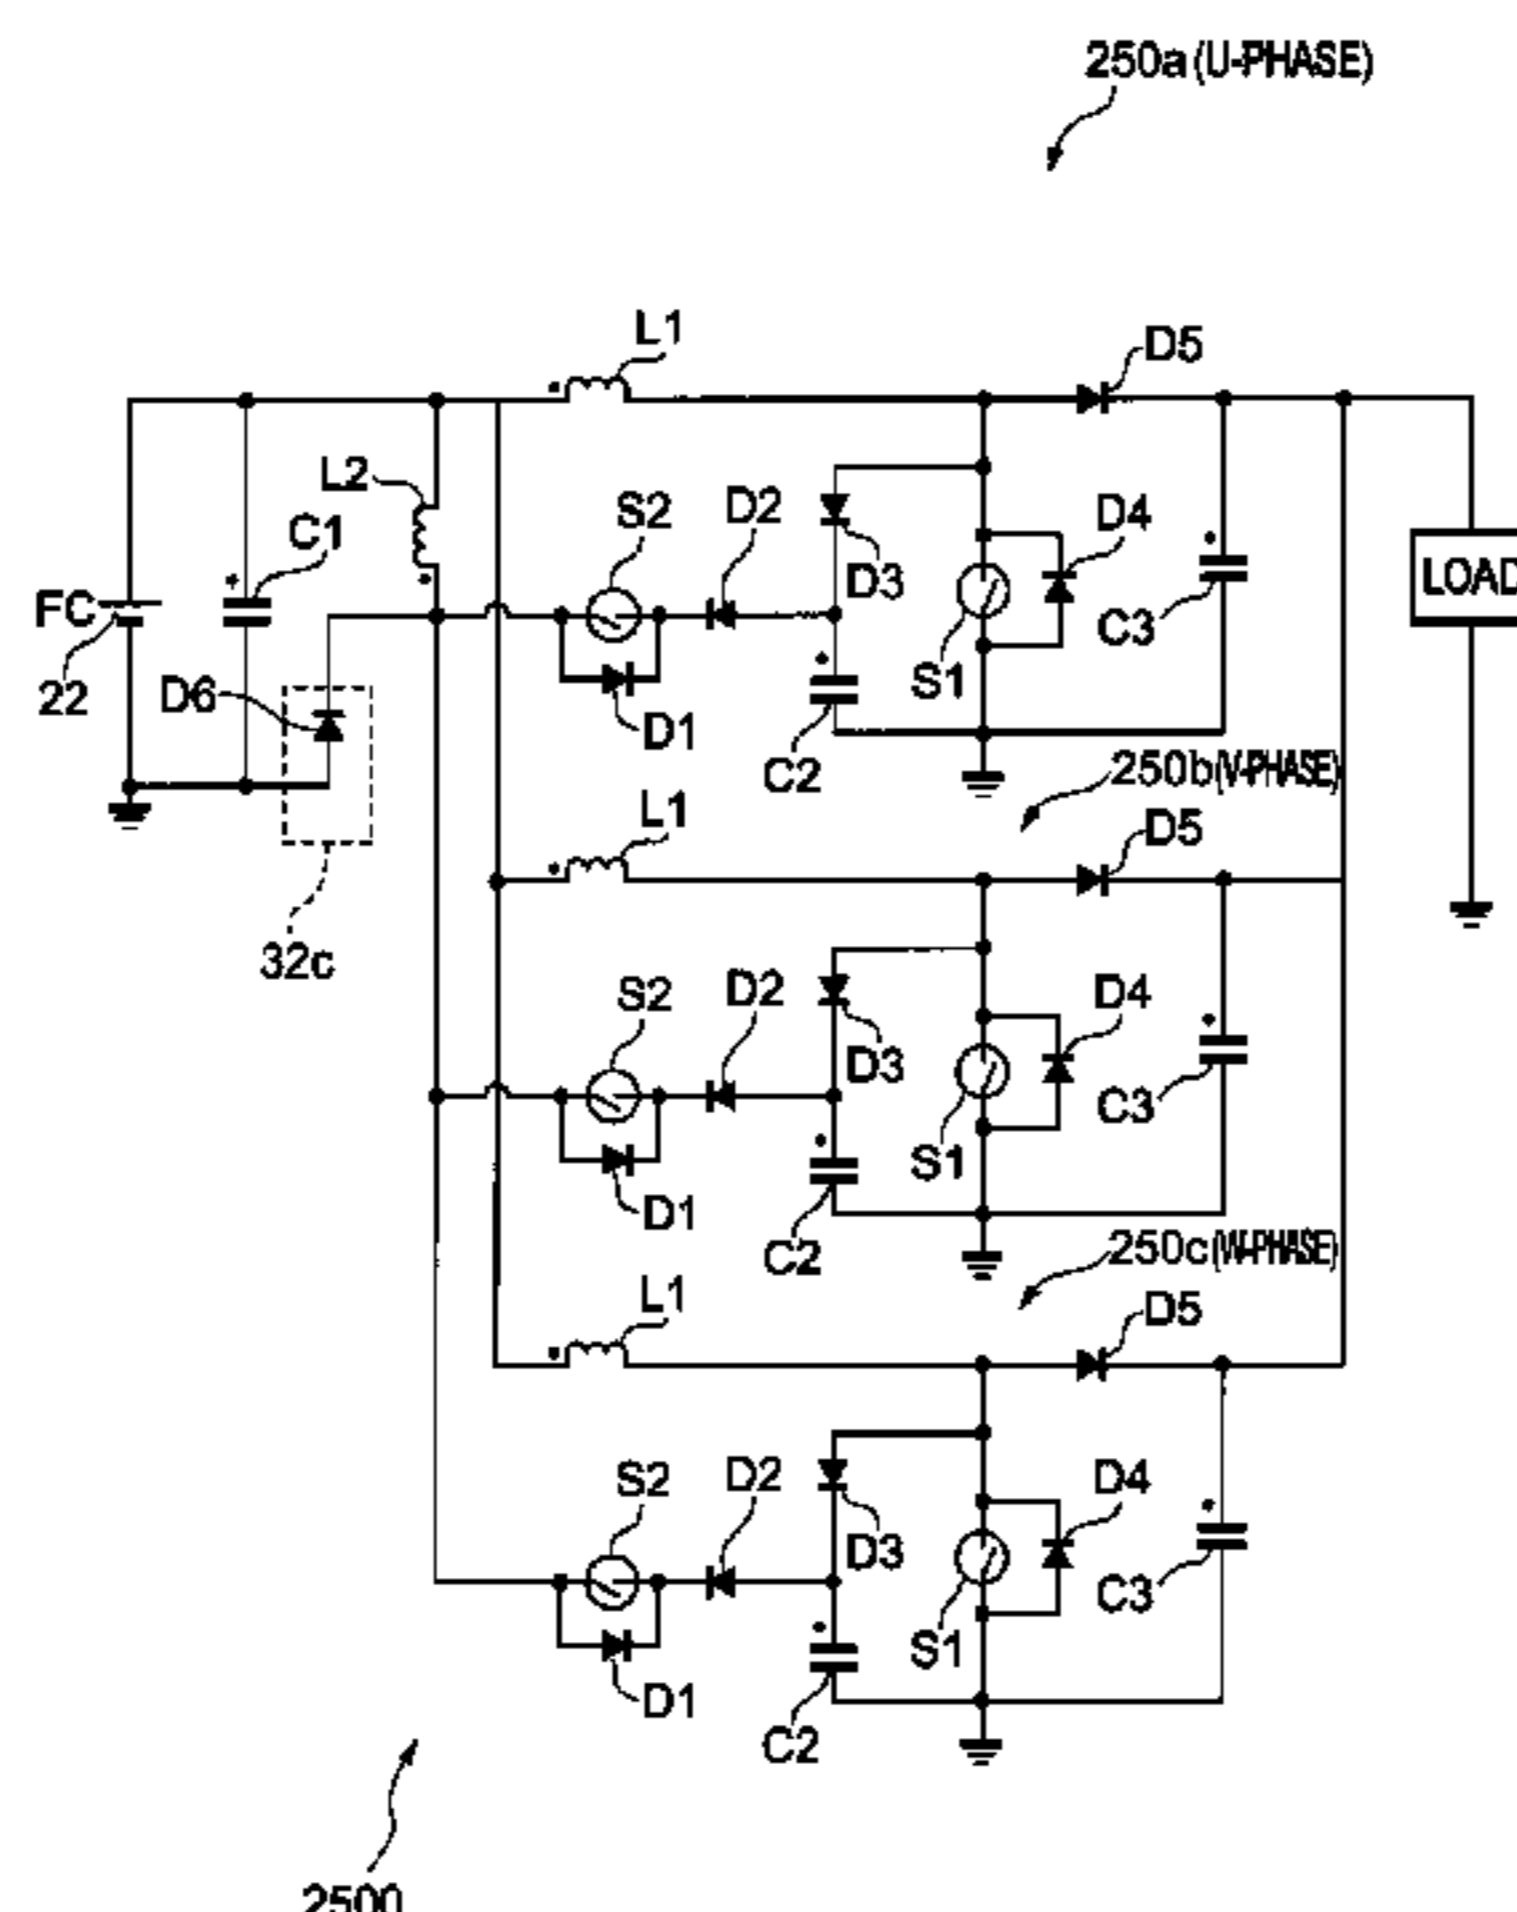 250a (U-PHASE)
L1
D5
L2
S2
D2
D4
C1
D3
LOAD
FC
C3
22
D6
S1
D1
C2
250b (V-PHASE)
L1
D5
32c
S2
D2
D4
D3
C3
S1
D1
C2
250c (W-PHASE)
L1
D5
S2
D2
D4
D3
C3
S1
D1
C2
2500